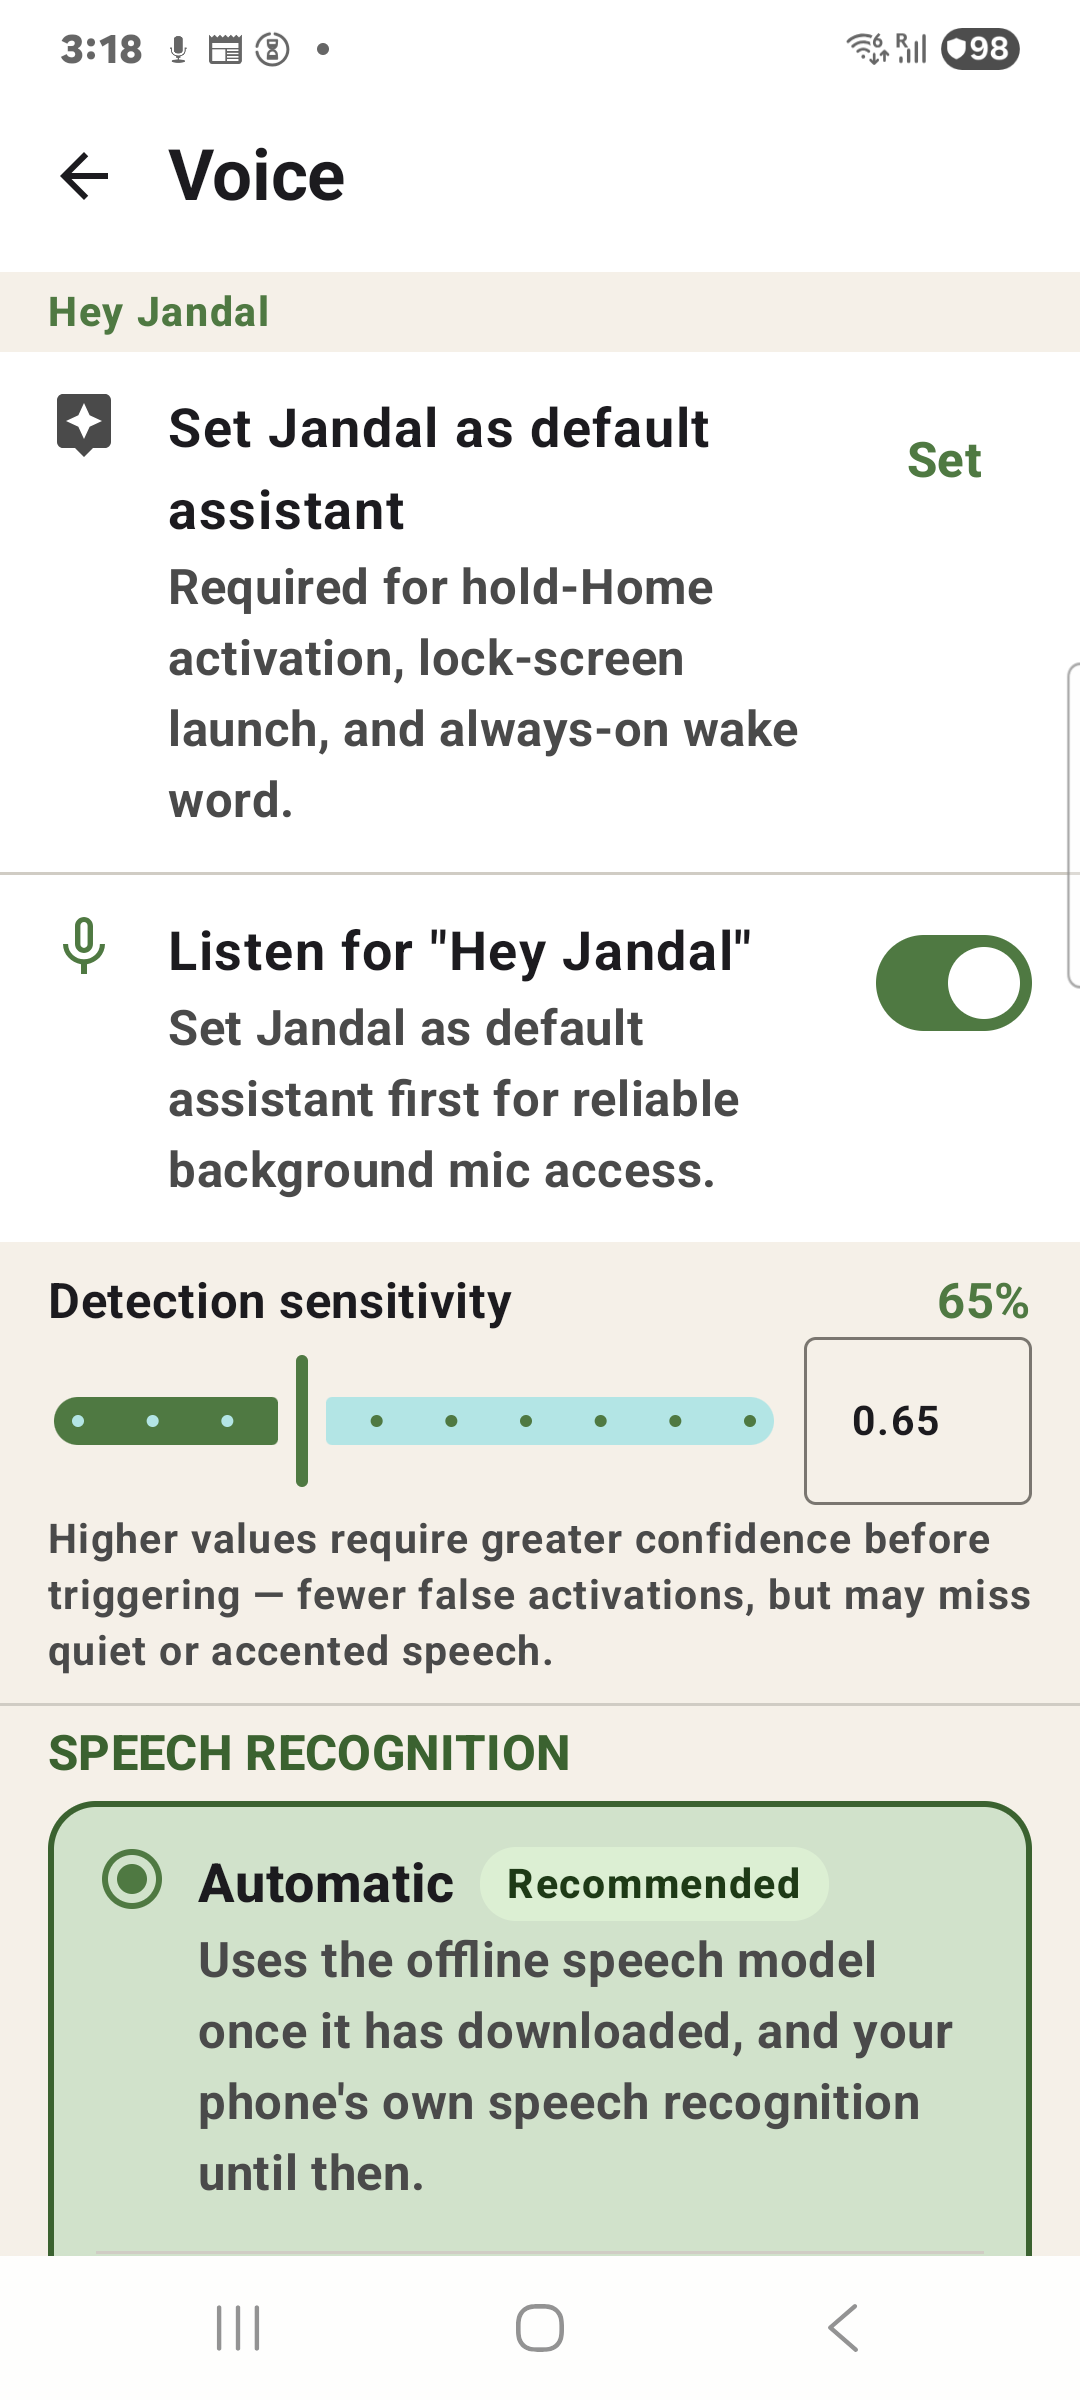 3:18
6 R 98
Voice
Hey Jandal
Set Jandal as default
assistant
Set
Required for hold-Home
activation, lock-screen
launch, and always-on wake
word.
Listen for "Hey Jandal"
Set Jandal as default
assistant first for reliable
background mic access.
Detection sensitivity 65%
0.65
Higher values require greater confidence before
triggering — fewer false activations, but may miss
quiet or accented speech.
SPEECH RECOGNITION
Automatic Recommended
Uses the offline speech model
once it has downloaded, and your
phone's own speech recognition
until then.